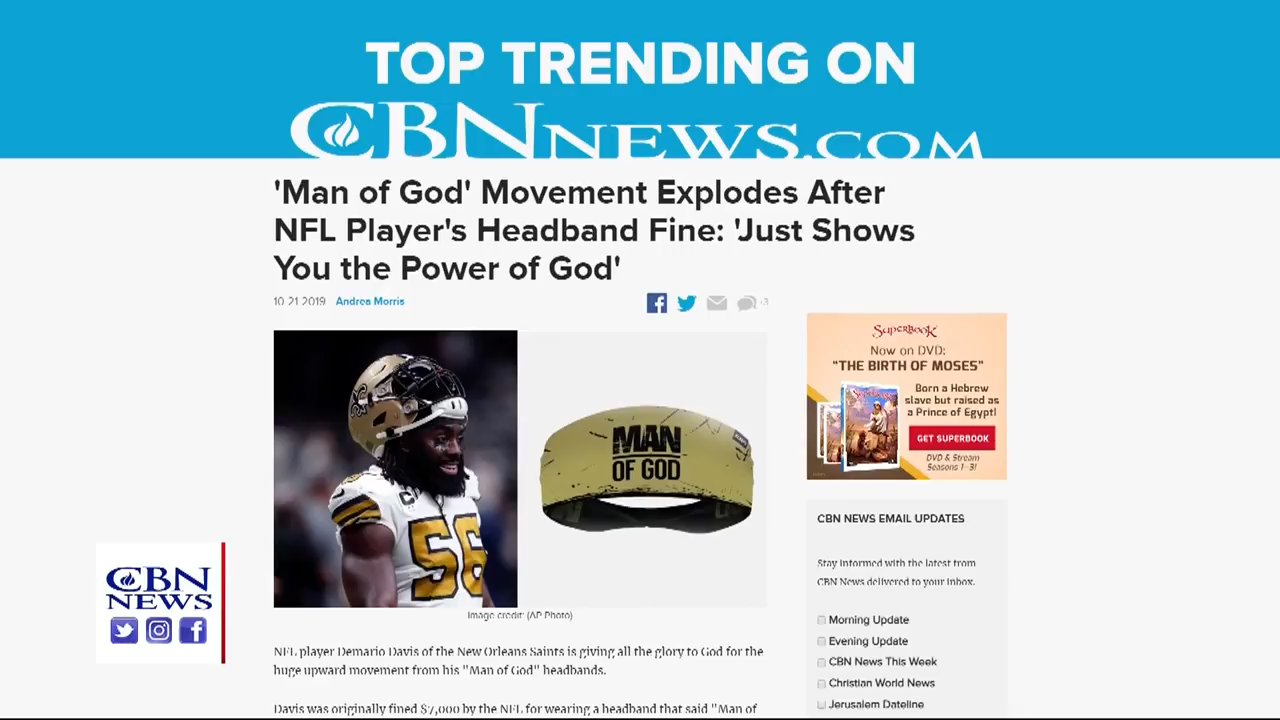 TOP TRENDING ON
CBNNEWS.COM
'Man of God' Movement Explodes After
NFL Player's Headband Fine: 'Just Shows
You the Power of God'
10-21-2019 Andrea Morris
3
SUPERBOOK
Now on DVD:
"THE BIRTH OF MOSES"
Born a Hebrew
slave but raised as
a Prince of Egypt!
GET SUPERBOOK
DVD & Stream
Seasons 1-3!
MAN
OF GOD
56
Image credit: (AP Photo)
CBN NEWS EMAIL UPDATES
Stay informed with the latest from
CBN News delivered to your inbox.
Morning Update
Evening Update
CBN News This Week
Christian World News
Jerusalem Dateline
CBN
NEWS
NFL player Demario Davis of the New Orleans Saints is giving all the glory to God for the
huge upward movement from his "Man of God" headbands.
Davis was originally fined $7,000 by the NFL for wearing a headband that said "Man of